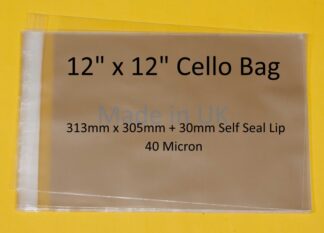 12" x 12" Cello Bag
Made in UK
313mm x 305mm + 30mm Self Seal Lip
40 Micron